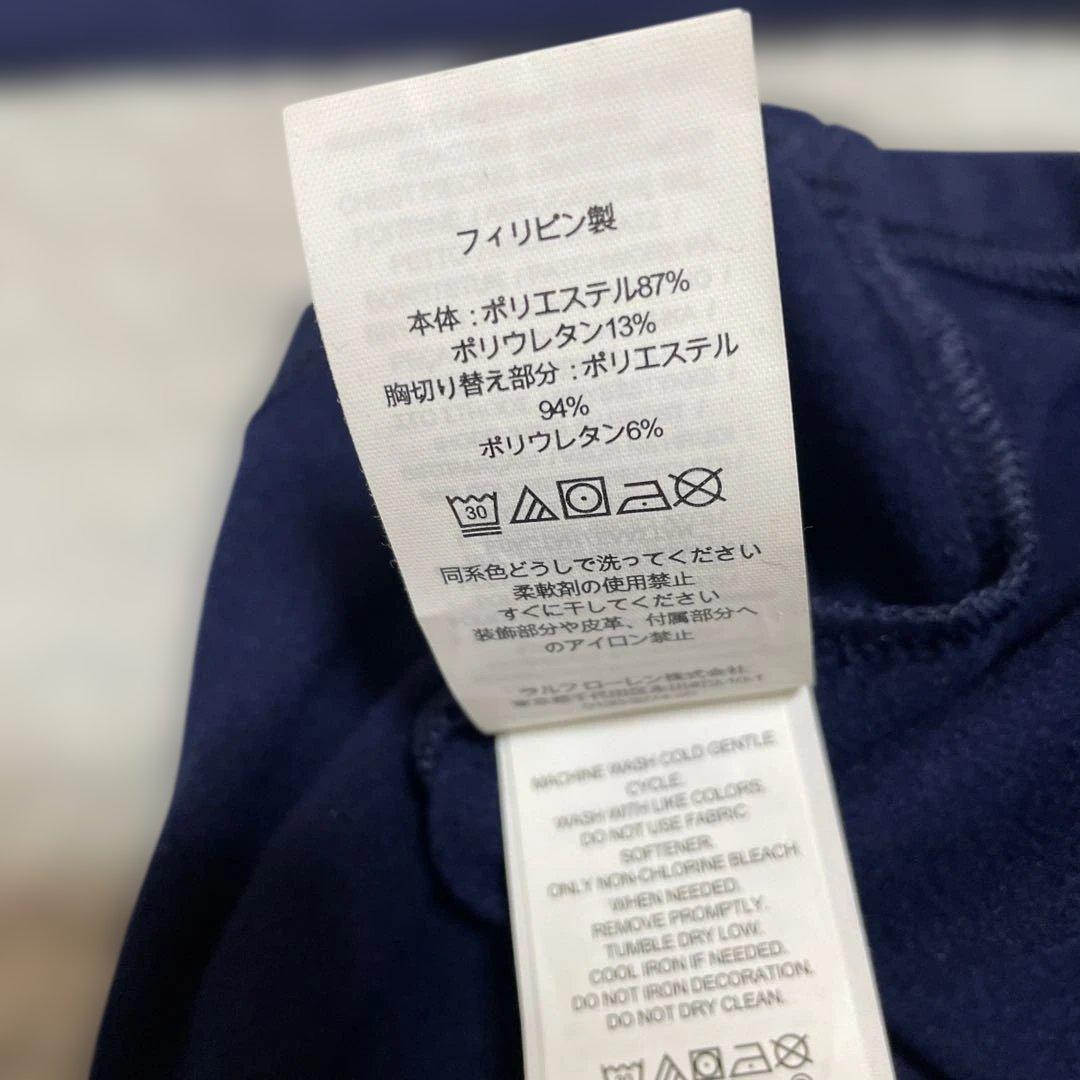 フィリピン製
本体 : ポリエステル87%
ポリウレタン13%
胸切り替え部分 : ポリエステル
94%
ポリウレタン6%
30
同系色どうしで洗ってください
柔軟剤の使用禁止
すぐに干してください
装飾部分や皮革、付属部分へ
のアイロン禁止
ラルフ ローレン株式会社
MACHINE WASH COLD GENTLE
CYCLE.
WASH WITH LIKE COLORS.
DO NOT USE FABRIC
SOFTENER.
ONLY NON-CHLORINE BLEACH
WHEN NEEDED.
REMOVE PROMPTLY.
TUMBLE DRY LOW.
COOL IRON IF NEEDED.
DO NOT IRON DECORATION.
DO NOT DRY CLEAN.
30